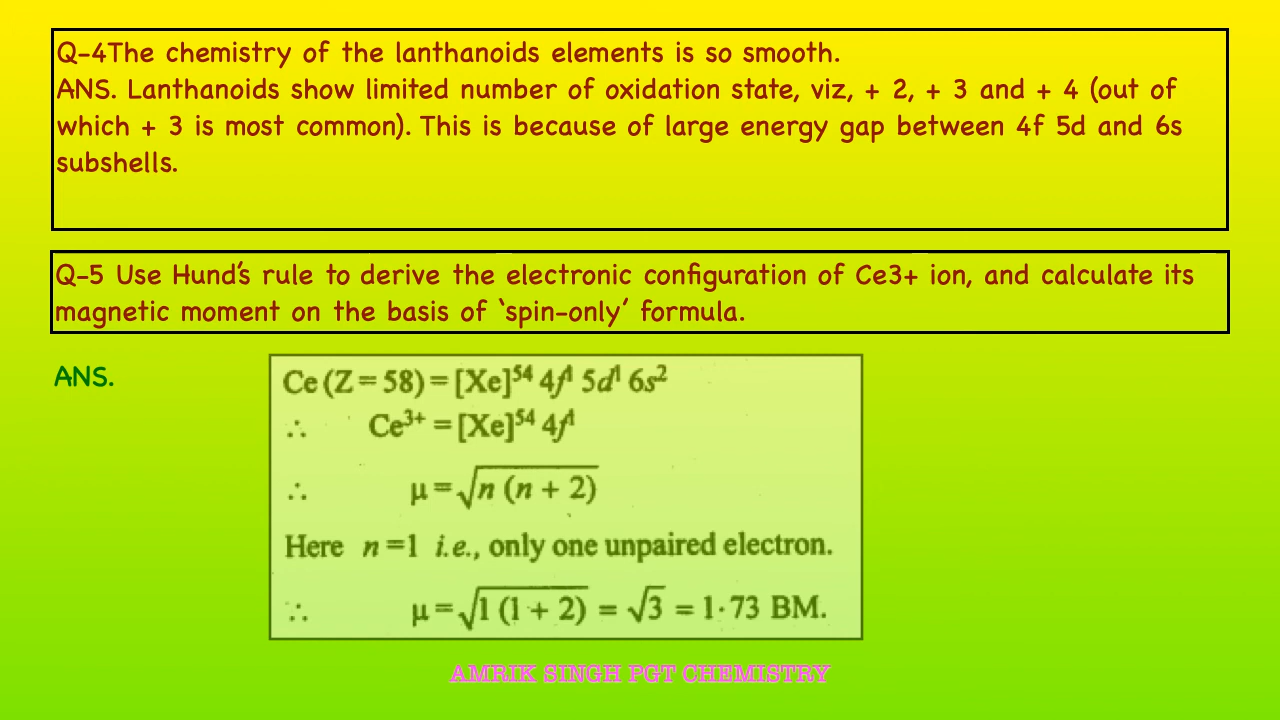 Q-4The chemistry of the lanthanoids elements is so smooth.
ANS. Lanthanoids show limited number of oxidation state, viz, + 2, + 3 and + 4 (out of
which + 3 is most common). This is because of large energy gap between 4f 5d and 6s
subshells.
Q-5 Use Hund’s rule to derive the electronic configuration of Ce3+ ion, and calculate its
magnetic moment on the basis of ‘spin-only’ formula.
ANS.
Ce (Z = 58) = [Xe]⁵⁴ 4f¹ 5d¹ 6s²
∴ Ce³⁺ = [Xe]⁵⁴ 4f¹
∴ μ = √n (n + 2)
Here n =1 i.e., only one unpaired electron.
∴ μ = √1 (1 + 2) = √3 = 1·73 BM.
AMRIK SINGH PGT CHEMISTRY